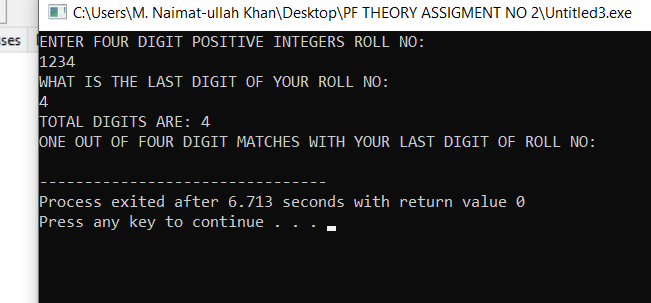 C:\Users\M. Naimat-ullah Khan\Desktop\PF THEORY ASSIGMENT NO 2\Untitled3.exe
sses
ENTER FOUR DIGIT POSITIVE INTEGERS ROLL NO:
1234
WHAT IS THE LAST DIGIT OF YOUR ROLL NO:
4
TOTAL DIGITS ARE: 4
ONE OUT OF FOUR DIGIT MATCHES WITH YOUR LAST DIGIT OF ROLL NO:
--------------------------------
Process exited after 6.713 seconds with return value 0
Press any key to continue . . .